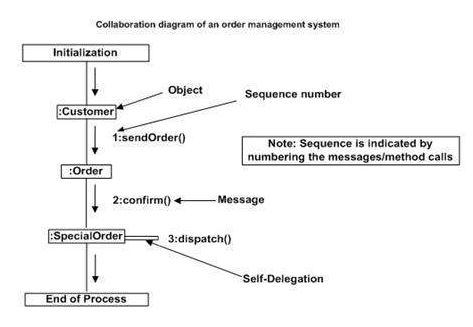 Collaboration diagram of an order management system
Initialization
Object
Sequence number
:Customer
1:sendOrder()
Note: Sequence is indicated by
numbering the messages/method calls
:Order
2:confirm()
Message
:SpecialOrder
3:dispatch()
Self-Delegation
End of Process